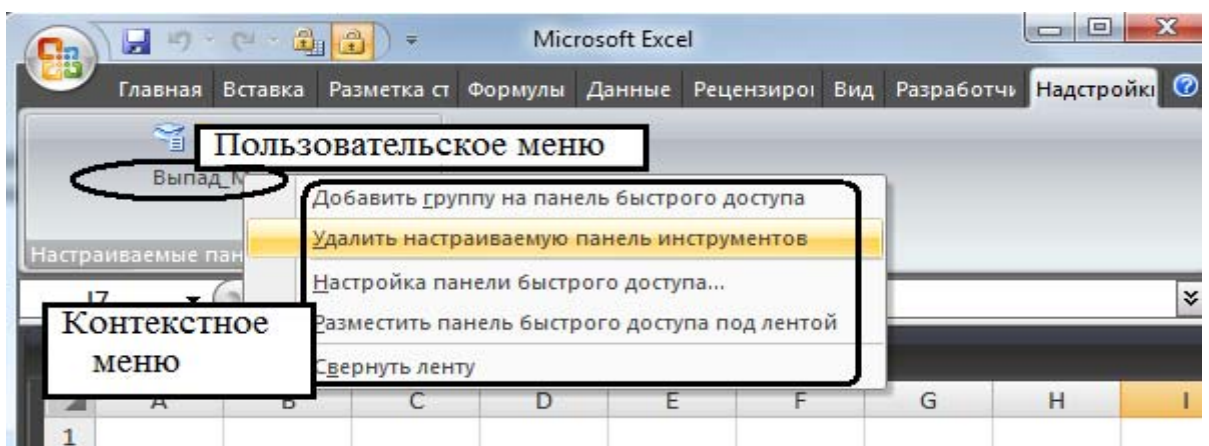 Microsoft Excel
Главная Вставка Разметка ст Формулы Данные Рецензиро Вид Разработч Надстройк
Пользовательское меню
Выпад_М
Добавить группу на панель быстрого доступа
Удалить настраиваемую панель инструментов
Настраиваемые пан
Настройка панели быстрого доступа...
J7
Контекстное
меню
Разместить панель быстрого доступа под лентой
Свернуть ленту
A B C D E F G H I
1